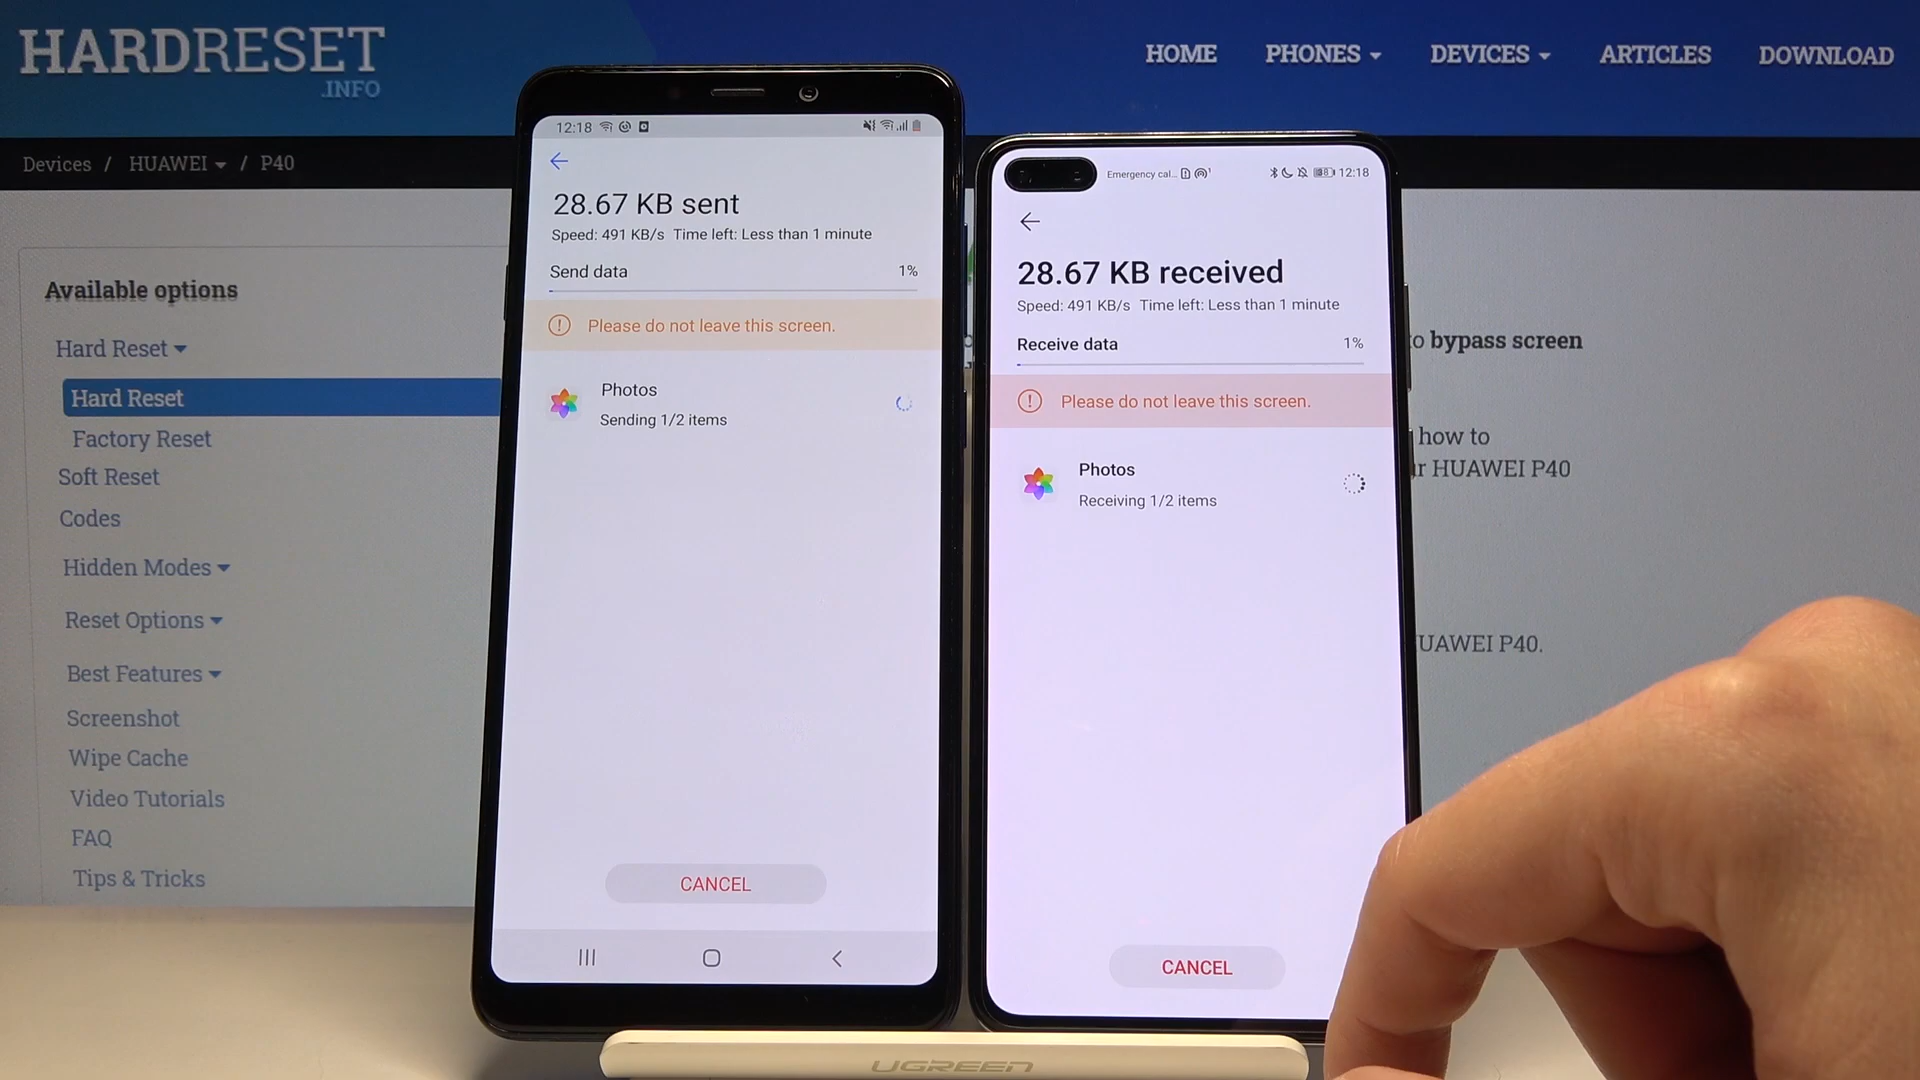 HARDRESET
.INFO
HOME PHONES DEVICES ARTICLES DOWNLOAD
Devices / HUAWEI / P40
Available options
Hard Reset
Hard Reset
Factory Reset
Soft Reset
Codes
Hidden Modes
Reset Options
Best Features
Screenshot
Wipe Cache
Video Tutorials
FAQ
Tips & Tricks
12:18
28.67 KB sent
Speed: 491 KB/s Time left: Less than 1 minute
Send data 1%
Please do not leave this screen.
Photos
Sending 1/2 items
CANCEL
Emergency cal... 12:18
28.67 KB received
Speed: 491 KB/s Time left: Less than 1 minute
Receive data 1%
Please do not leave this screen.
Photos
Receiving 1/2 items
CANCEL
bypass screen
how to
HUAWEI P40
UAWEI P40.
UGREEN